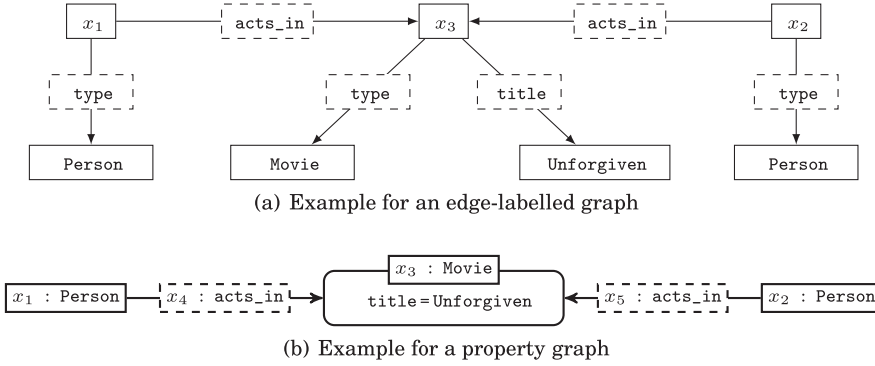 x1 acts_in x3 acts_in x2
type type title type
Person Movie Unforgiven Person
(a) Example for an edge-labelled graph
x3 : Movie
x1 : Person x4 : acts_in title=Unforgiven x5 : acts_in x2 : Person
(b) Example for a property graph